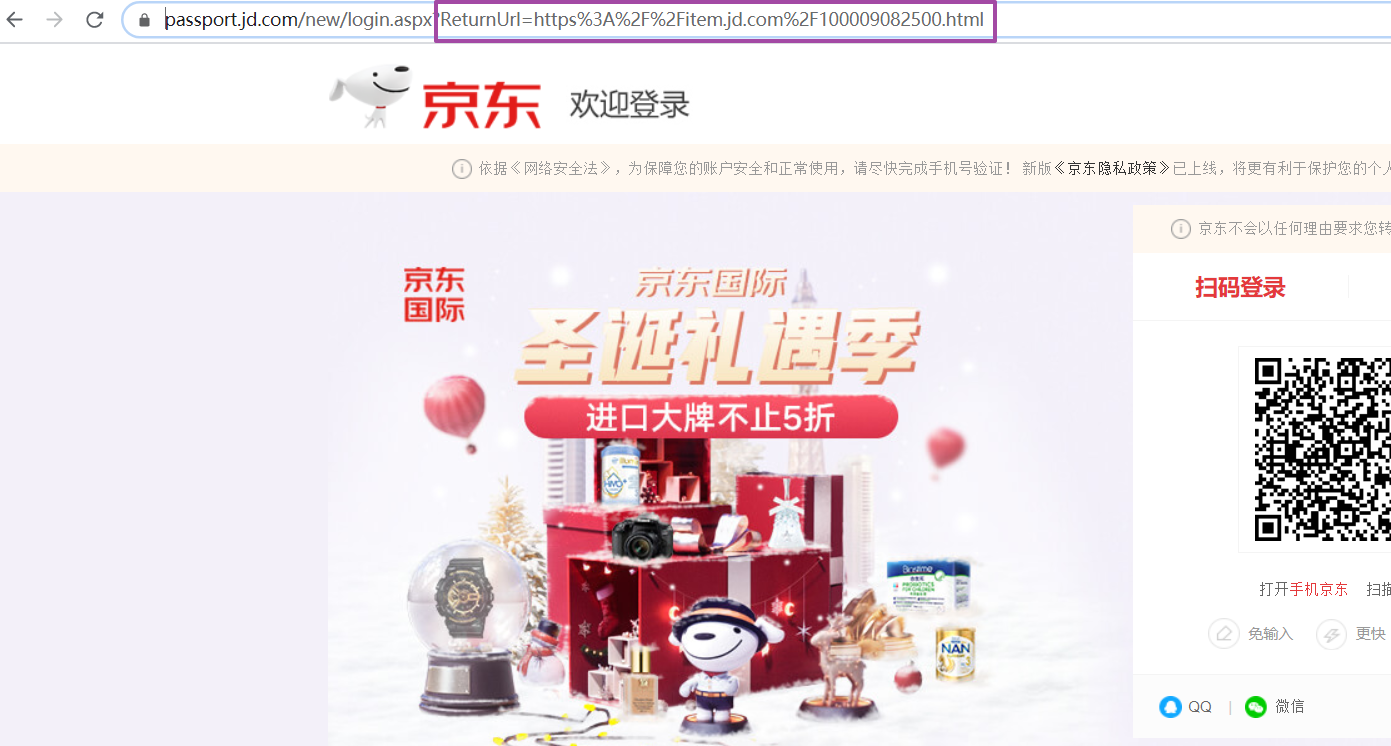 passport.jd.com/new/login.aspx?ReturnUrl=https%3A%2F%2Fitem.jd.com%2F100009082500.html
京东 欢迎登录
依据《网络安全法》，为保障您的账户安全和正常使用，请尽快完成手机号验证！ 新版《京东隐私政策》已上线，将更有利于保护您的个人
京东不会以任何理由要求您转
扫码登录
京东
国际
京东国际
圣诞礼遇季
进口大牌不止5折
HMO+
Biostime
PROBIOTICS
FOR CHILDREN
NAN
3
打开手机京东 扫描
免输入 更快
QQ | 微信